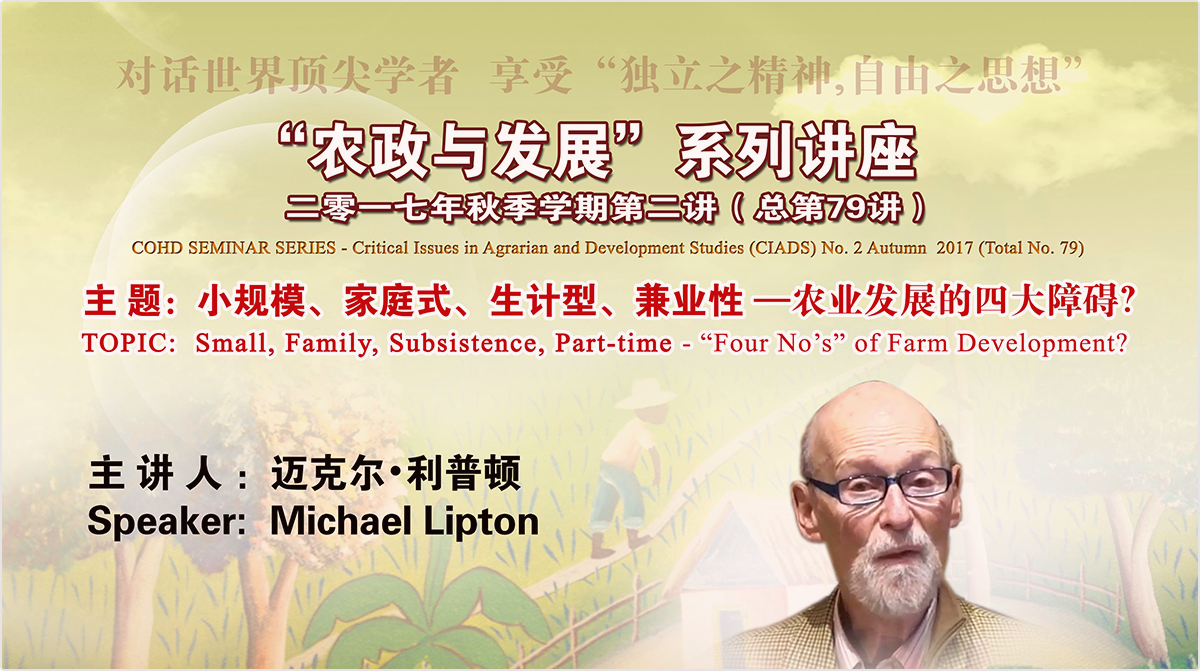 对话世界顶尖学者 享受“独立之精神,自由之思想”
“农政与发展”系列讲座
二零一七年秋季学期第二讲（总第79讲）
COHD SEMINAR SERIES - Critical Issues in Agrarian and Development Studies (CIADS) No. 2 Autumn 2017 (Total No. 79)
主 题：小规模、家庭式、生计型、兼业性 —农业发展的四大障碍?
TOPIC: Small, Family, Subsistence, Part-time - “Four No’s” of Farm Development?
主 讲 人 ：迈克尔·利普顿
Speaker: Michael Lipton